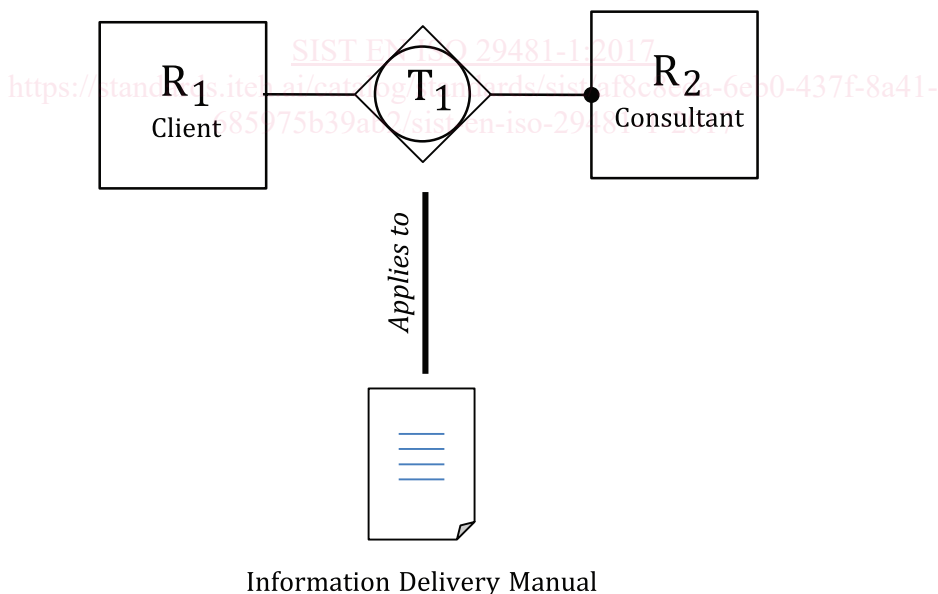 SIST EN ISO 29481-1:2017
R1
Client
T1
R2
Consultant
Applies to
Information Delivery Manual